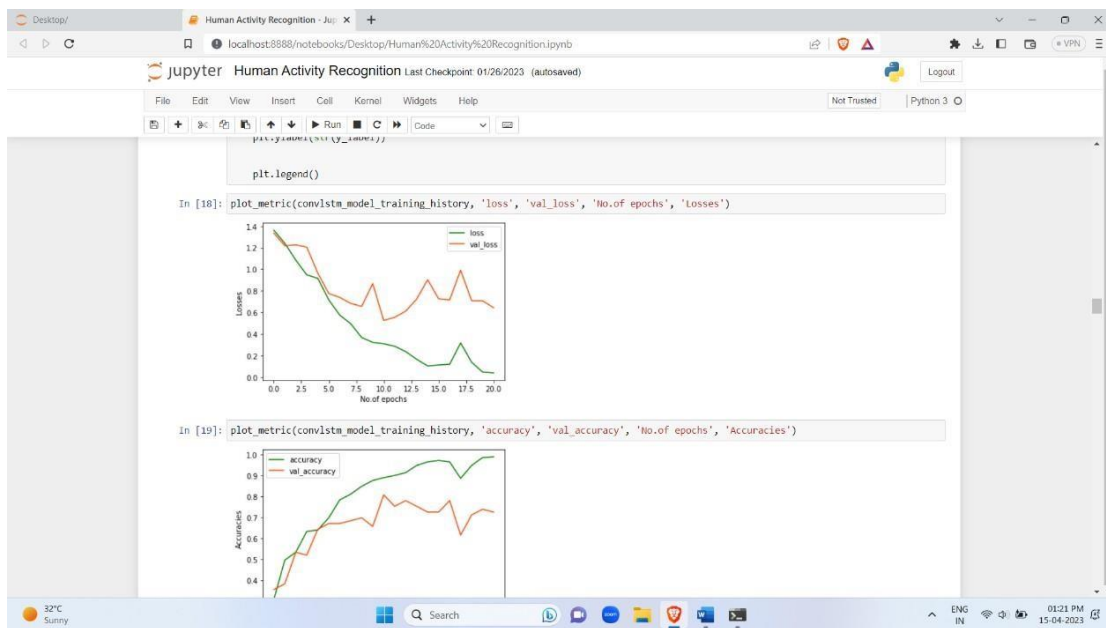 Desktop/
Human Activity Recognition - Jup
localhost:8888/notebooks/Desktop/Human%20Activity%20Recognition.ipynb
VPN
jupyter Human Activity Recognition Last Checkpoint: 01/26/2023 (autosaved)
Logout
File Edit View Insert Cell Kernel Widgets Help
Not Trusted
Python 3
Run
Code
plt.ylabel(str(y_label))
plt.legend()
In [18]: plot_metric(convlstm_model_training_history, 'loss', 'val_loss', 'No.of epochs', 'Losses')
1.4
loss
val_loss
1.2
1.0
0.8
Losses
0.6
0.4
0.2
0.0
0.0 2.5 5.0 7.5 10.0 12.5 15.0 17.5 20.0
No.of epochs
In [19]: plot_metric(convlstm_model_training_history, 'accuracy', 'val_accuracy', 'No.of epochs', 'Accuracies')
1.0
accuracy
val_accuracy
0.9
0.8
0.7
Accuracies
0.6
0.5
0.4
32°C
Sunny
Search
ENG
IN
01:21 PM
15-04-2023